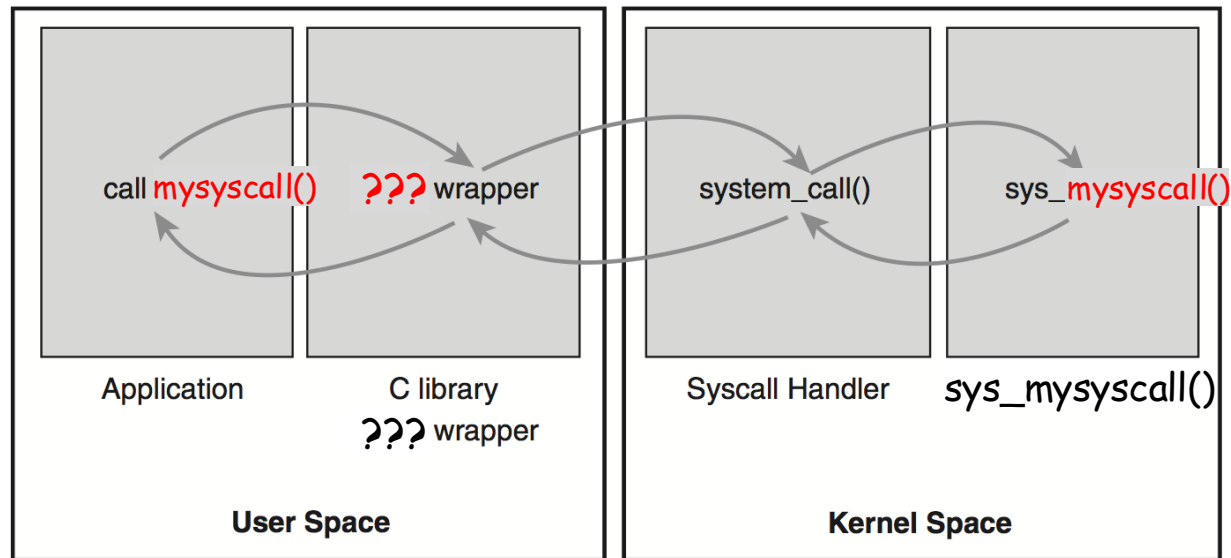 call mysyscall()
??? wrapper
system_call()
sys_mysyscall()
Application
C library
??? wrapper
Syscall Handler
sys_mysyscall()
User Space
Kernel Space